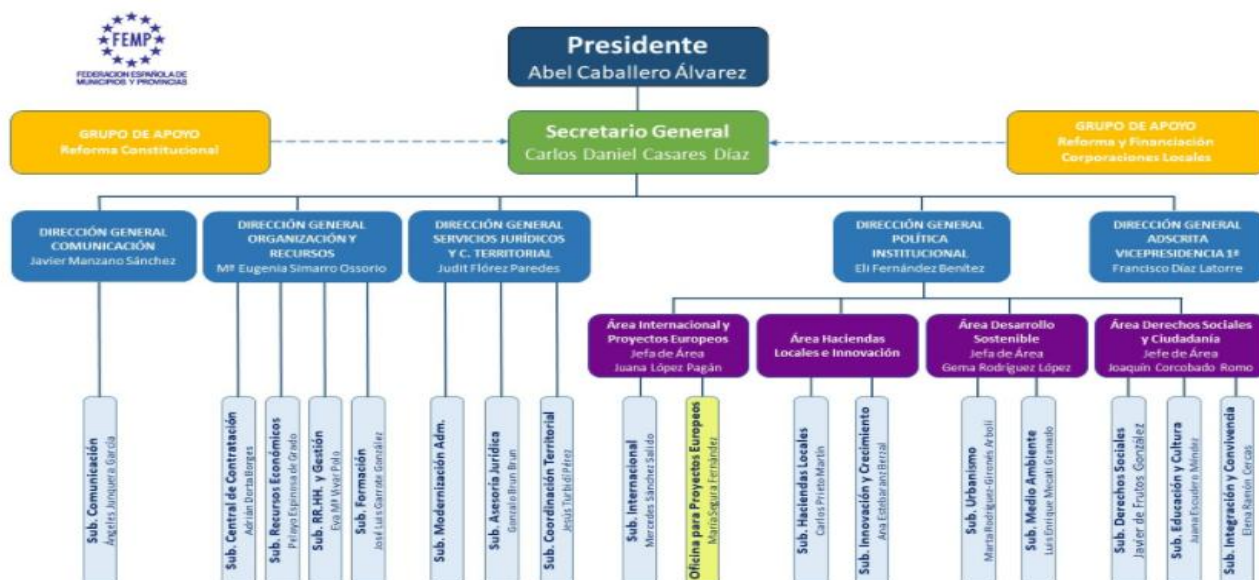 FEMP
FEDERACION ESPAÑOLA DE
MUNICIPIOS Y PROVINCIAS
Presidente
Abel Caballero Álvarez
GRUPO DE APOYO
Reforma Constitucional
Secretario General
Carlos Daniel Casares Díaz
GRUPO DE APOYO
Reforma y Financiación
Corporaciones Locales
DIRECCIÓN GENERAL
COMUNICACIÓN
Javier Manzano Sánchez
DIRECCIÓN GENERAL
ORGANIZACIÓN Y
RECURSOS
Mª Eugenia Simarro Ossorio
DIRECCIÓN GENERAL
SERVICIOS JURÍDICOS
Y C. TERRITORIAL
Judit Flórez Paredes
DIRECCIÓN GENERAL
POLÍTICA
INSTITUCIONAL
Eli Fernández Benítez
DIRECCIÓN GENERAL
ADSCRITA
VICEPRESIDENCIA 1ª
Francisco Díaz Latorre
Área Internacional y
Proyectos Europeos
Jefa de Área
Juana López Pagán
Área Haciendas
Locales e Innovación
Área Desarrollo
Sostenible
Jefa de Área
Gema Rodríguez López
Área Derechos Sociales
y Ciudadanía
Jefe de Área
Joaquín Corcobado Romo
Sub. Comunicación
Ángeles Junquera García
Sub. Central de Contratación
Adrián Dorta Borges
Sub. Recursos Económicos
Pelayo Espinosa de Grado
Sub. RR.HH. y Gestión
Eva Mª Vivar Polo
Sub. Formación
José Luis Garrote González
Sub. Modernización Adm.
Sub. Asesoría Jurídica
Gonzalo Brun Brun
Sub. Coordinación Territorial
Jesús Turbidí Pérez
Sub. Internacional
Mercedes Sánchez Salido
Oficina para Proyectos Europeos
María Segura Fernández
Sub. Haciendas Locales
Carlos Prieto Martín
Sub. Innovación y Crecimiento
Ana Estebaranz Berzal
Sub. Urbanismo
Marta Rodríguez-Gironés Arbolí
Sub. Medio Ambiente
Luis Enrique Mecati Granado
Sub. Derechos Sociales
Javier de Frutos González
Sub. Educación y Cultura
Juana Escudero Méndez
Sub. Integración y Convivencia
Elena Ramón Cercas